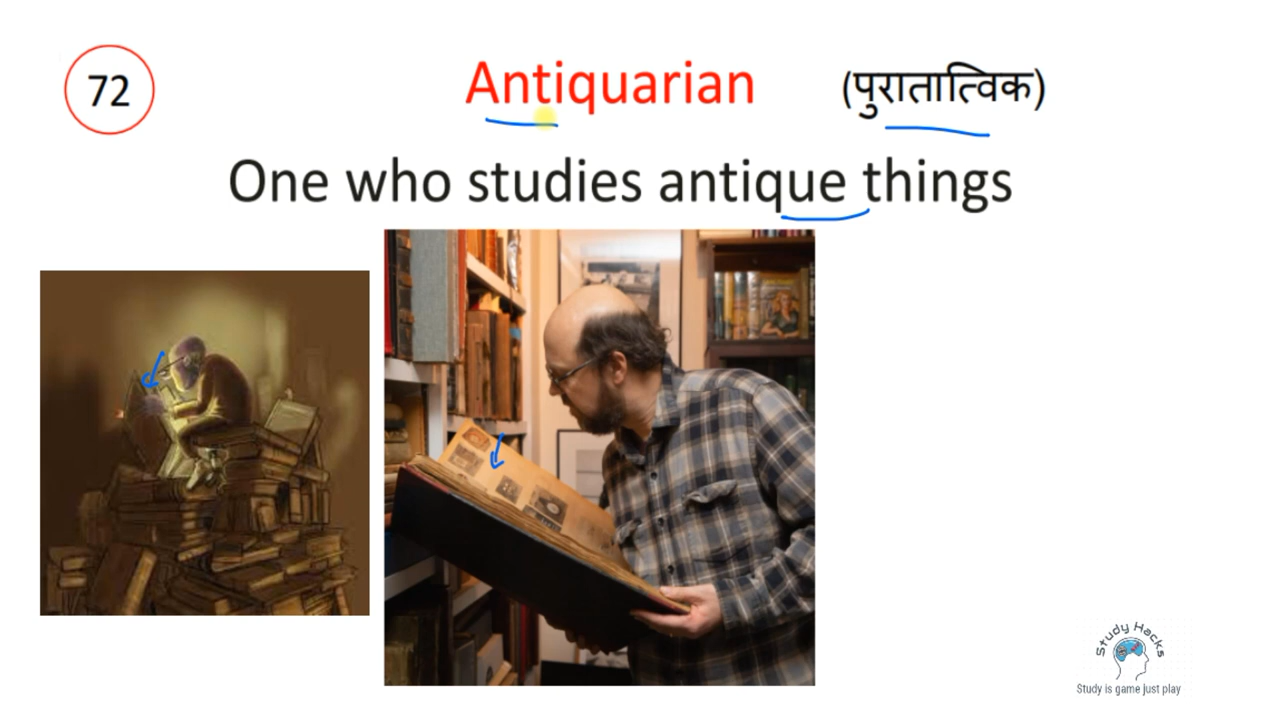 72
Antiquarian (पुरातात्विक)
One who studies antique things
Study Hacks
Study is game just play